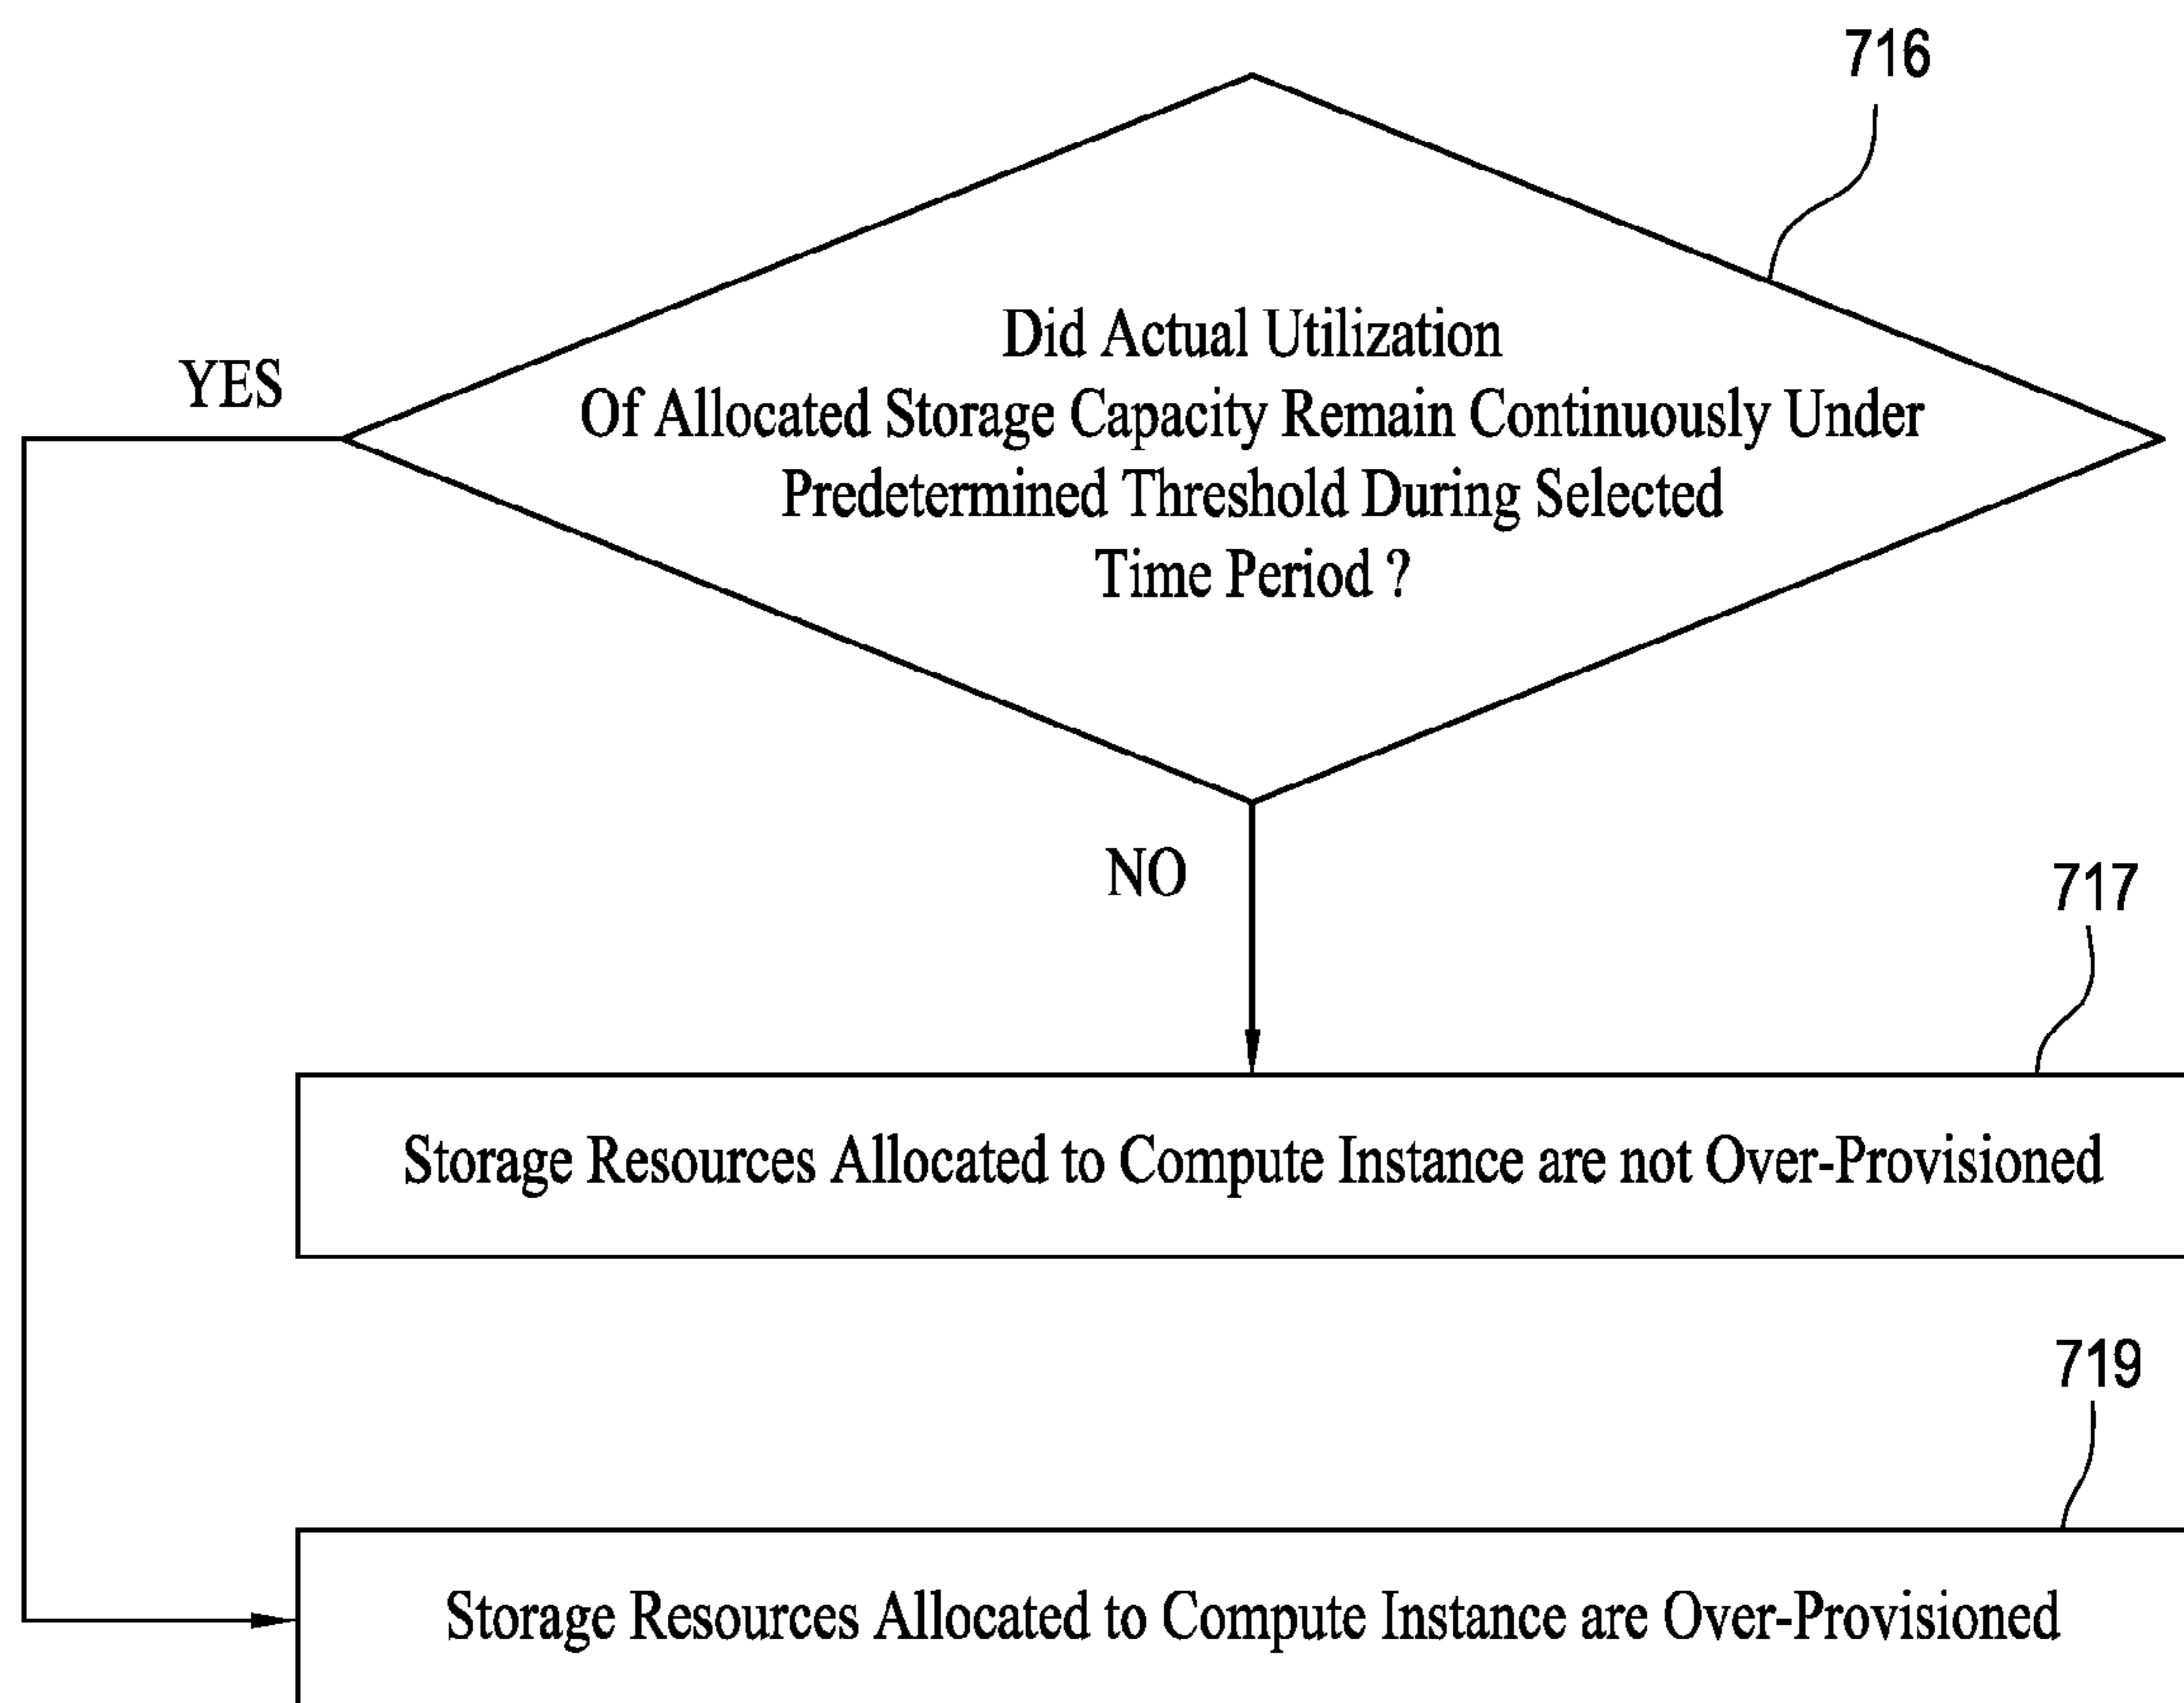 716
Did Actual Utilization
Of Allocated Storage Capacity Remain Continuously Under
Predetermined Threshold During Selected
Time Period ?
YES
NO
717
Storage Resources Allocated to Compute Instance are not Over-Provisioned
719
Storage Resources Allocated to Compute Instance are Over-Provisioned